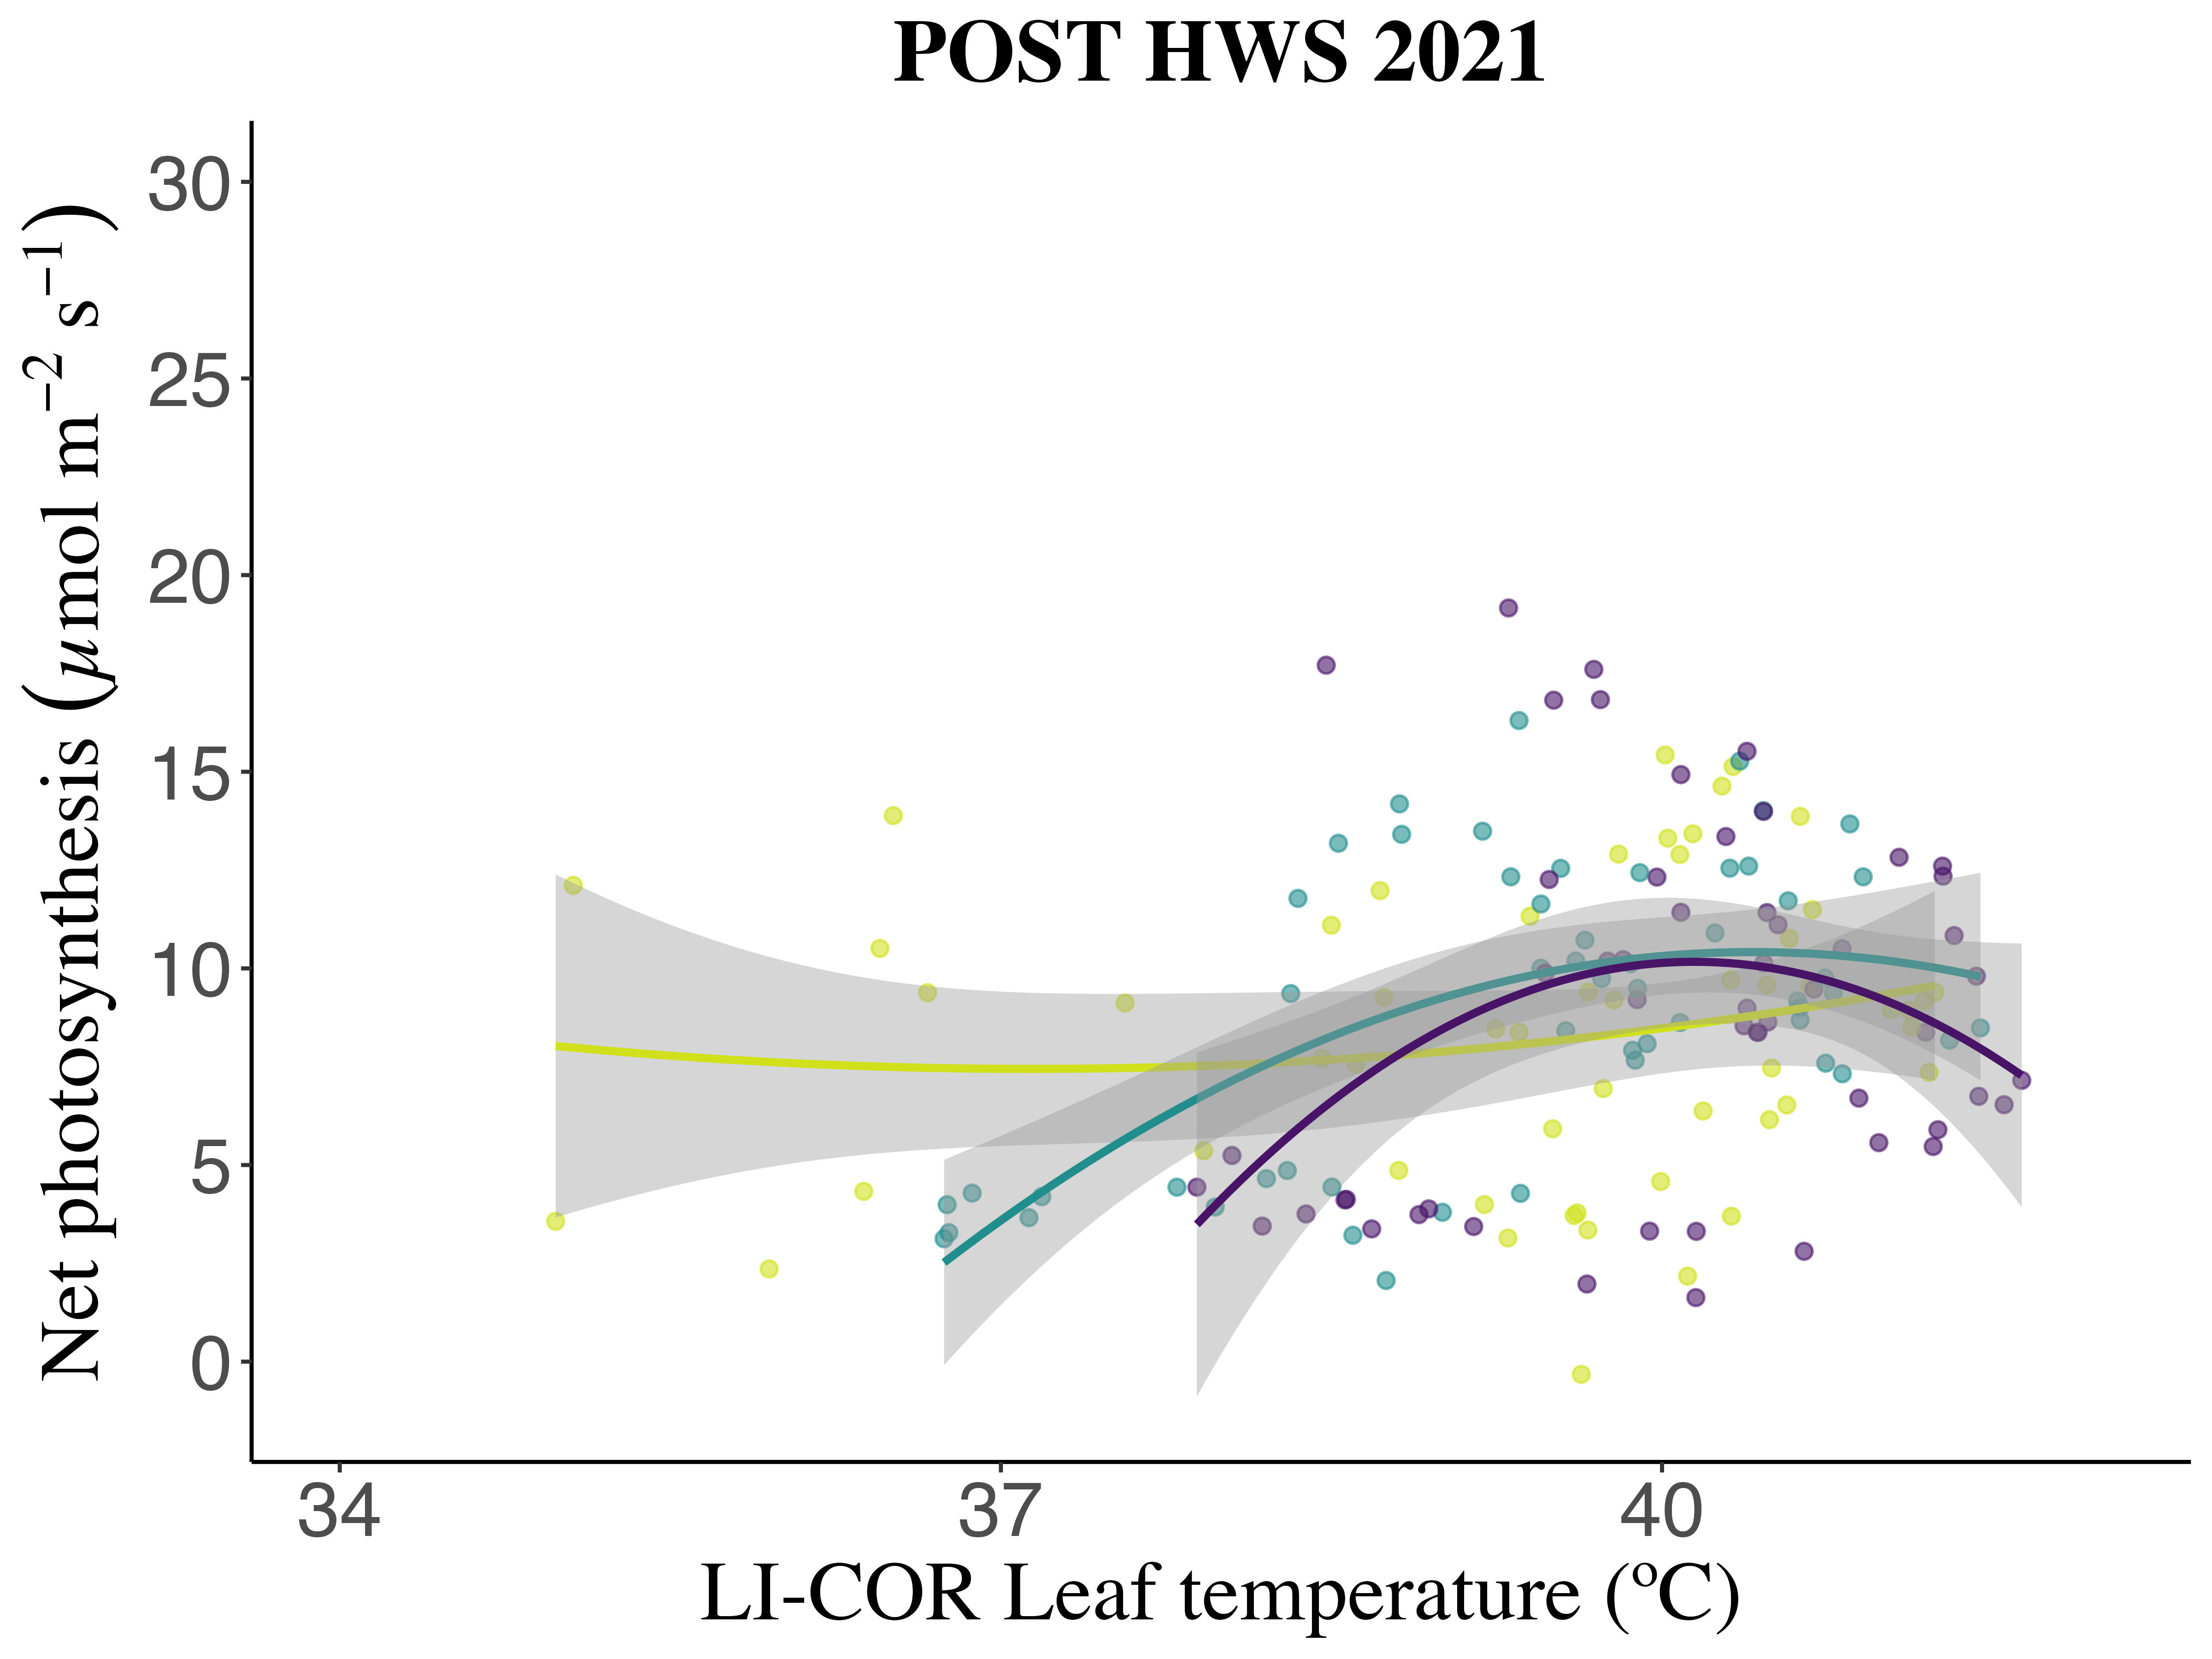 POST HWS 2021
Net photosynthesis (μmol m⁻² s⁻¹)
30
25
20
15
10
5
0
34 37 40
LI-COR Leaf temperature (ºC)